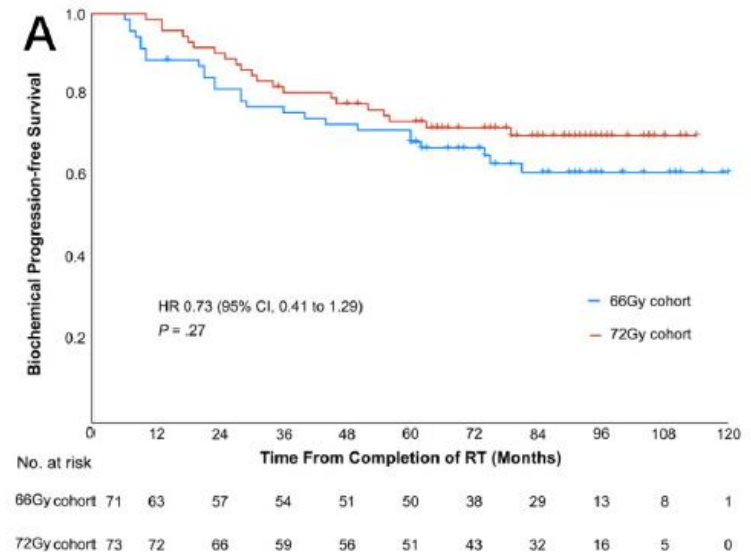 A
Biochemical Progression-free Survival
1.0
0.8
0.6
0.4
0.2
HR 0.73 (95% CI, 0.41 to 1.29)
P = .27
66Gy cohort
72Gy cohort
0 12 24 36 48 60 72 84 96 108 120
Time From Completion of RT (Months)
No. at risk
66Gy cohort 71 63 57 54 51 50 38 29 13 8 1
72Gy cohort 73 72 66 59 56 51 43 32 16 5 0